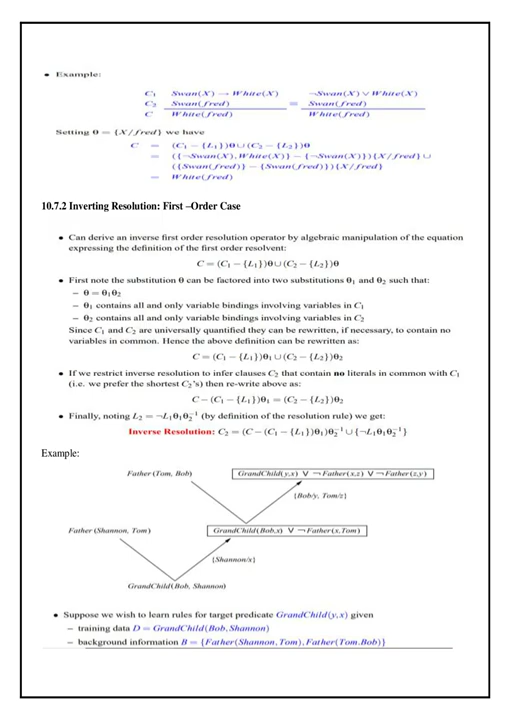 • Example:
C₁ Swan(X) → White(X) ¬Swan(X) ∨ White(X)
C₂ Swan(fred) = Swan(fred)
C White(fred) White(fred)
Setting θ = {X/fred} we have
C = (C₁ − {L₁})θ ∪ (C₂ − {L₂})θ
= ({¬Swan(X), White(X)} − {¬Swan(X)}){X/fred} ∪
({Swan(fred)} − {Swan(fred)}){X/fred}
= White(fred)
10.7.2 Inverting Resolution: First –Order Case
• Can derive an inverse first order resolution operator by algebraic manipulation of the equation
expressing the definition of the first order resolvent:
C = (C₁ − {L₁})θ ∪ (C₂ − {L₂})θ
• First note the substitution θ can be factored into two substitutions θ₁ and θ₂ such that:
– θ = θ₁θ₂
– θ₁ contains all and only variable bindings involving variables in C₁
– θ₂ contains all and only variable bindings involving variables in C₂
Since C₁ and C₂ are universally quantified they can be rewritten, if necessary, to contain no
variables in common. Hence the above definition can be rewritten as:
C = (C₁ − {L₁})θ₁ ∪ (C₂ − {L₂})θ₂
• If we restrict inverse resolution to infer clauses C₂ that contain no literals in common with C₁
(i.e. we prefer the shortest C₂'s) then re-write above as:
C − (C₁ − {L₁})θ₁ = (C₂ − {L₂})θ₂
• Finally, noting L₂ = ¬L₁θ₁θ₂⁻¹ (by definition of the resolution rule) we get:
Inverse Resolution: C₂ = (C − (C₁ − {L₁})θ₁)θ₂⁻¹ ∪ {¬L₁θ₁θ₂⁻¹}
Example:
Father (Tom, Bob) GrandChild(y,x) ∨ ¬Father(x,z) ∨ ¬Father(z,y)
{Bob/y, Tom/z}
Father (Shannon, Tom) GrandChild(Bob,x) ∨ ¬Father(x,Tom)
{Shannon/x}
GrandChild(Bob, Shannon)
• Suppose we wish to learn rules for target predicate GrandChild(y,x) given
– training data D = GrandChild(Bob, Shannon)
– background information B = {Father(Shannon, Tom), Father(Tom.Bob)}